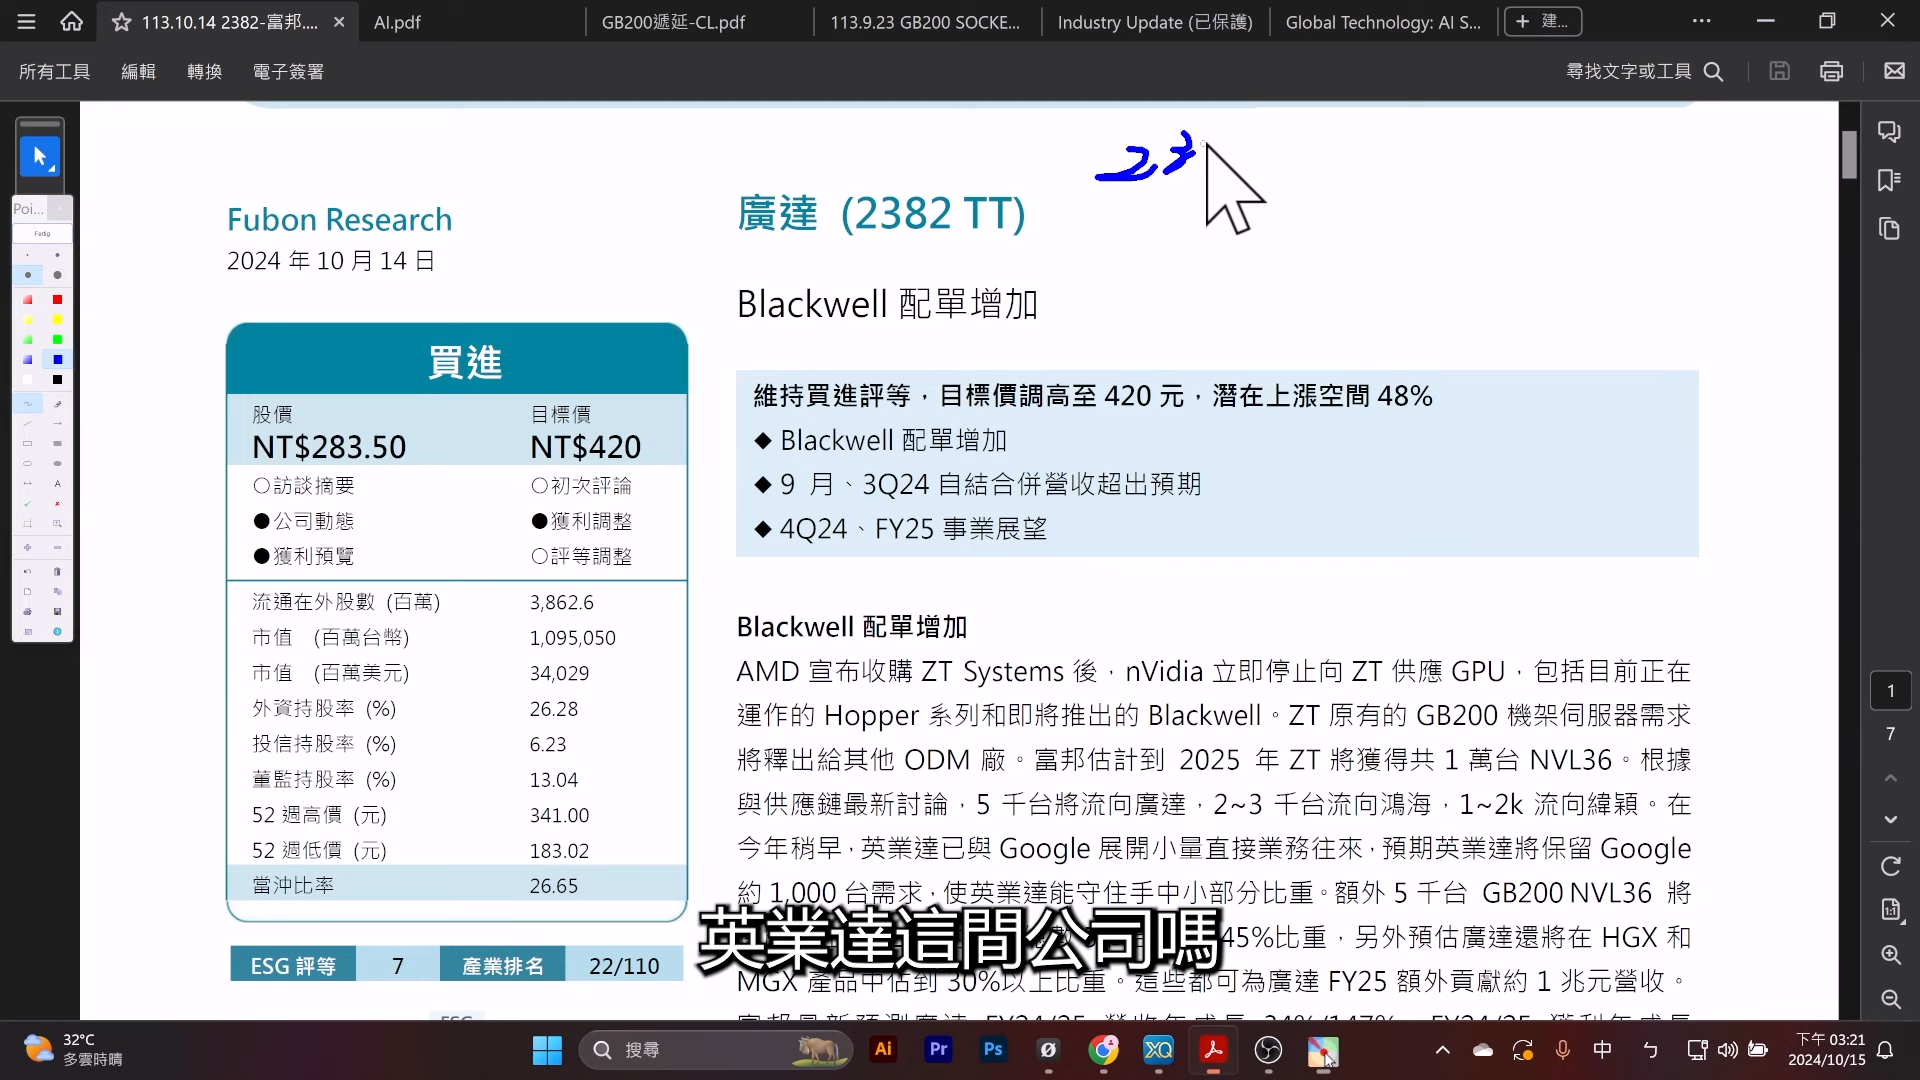 113.10.14 2382-富邦....
AI.pdf
GB200遞延-CL.pdf
113.9.23 GB200 SOCKE...
Industry Update (已保護)
Global Technology: AI S...
建...
所有工具
編輯
轉換
電子簽署
尋找文字或工具
23
Poi...
Fertig
Fubon Research
2024 年 10 月 14 日
廣達 (2382 TT)
Blackwell 配單增加
買進
股價
目標價
NT$283.50
NT$420
○訪談摘要
○初次評論
●公司動態
●獲利調整
●獲利預覽
○評等調整
流通在外股數 (百萬)
3,862.6
市值 (百萬台幣)
1,095,050
市值 (百萬美元)
34,029
外資持股率 (%)
26.28
投信持股率 (%)
6.23
董監持股率 (%)
13.04
52 週高價 (元)
341.00
52 週低價 (元)
183.02
當沖比率
26.65
ESG 評等
7
產業排名
22/110
維持買進評等，目標價調高至 420 元，潛在上漲空間 48%
◆ Blackwell 配單增加
◆ 9 月、3Q24 自結合併營收超出預期
◆ 4Q24、FY25 事業展望
Blackwell 配單增加
AMD 宣布收購 ZT Systems 後，nVidia 立即停止向 ZT 供應 GPU，包括目前正在
運作的 Hopper 系列和即將推出的 Blackwell。ZT 原有的 GB200 機架伺服器需求
將釋出給其他 ODM 廠。富邦估計到 2025 年 ZT 將獲得共 1 萬台 NVL36。根據
與供應鏈最新討論，5 千台將流向廣達，2~3 千台流向鴻海，1~2k 流向緯穎。在
今年稍早，英業達已與 Google 展開小量直接業務往來，預期英業達將保留 Google
約 1,000 台需求，使英業達能守住手中小部分比重。額外 5 千台 GB200 NVL36 將
45%比重，另外預估廣達還將在 HGX 和
MGX 產品中佔到 30%以上比重。這些都可為廣達 FY25 額外貢獻約 1 兆元營收。
英業達這間公司嗎
1
7
32°C
多雲時晴
搜尋
中
下午 03:21
2024/10/15